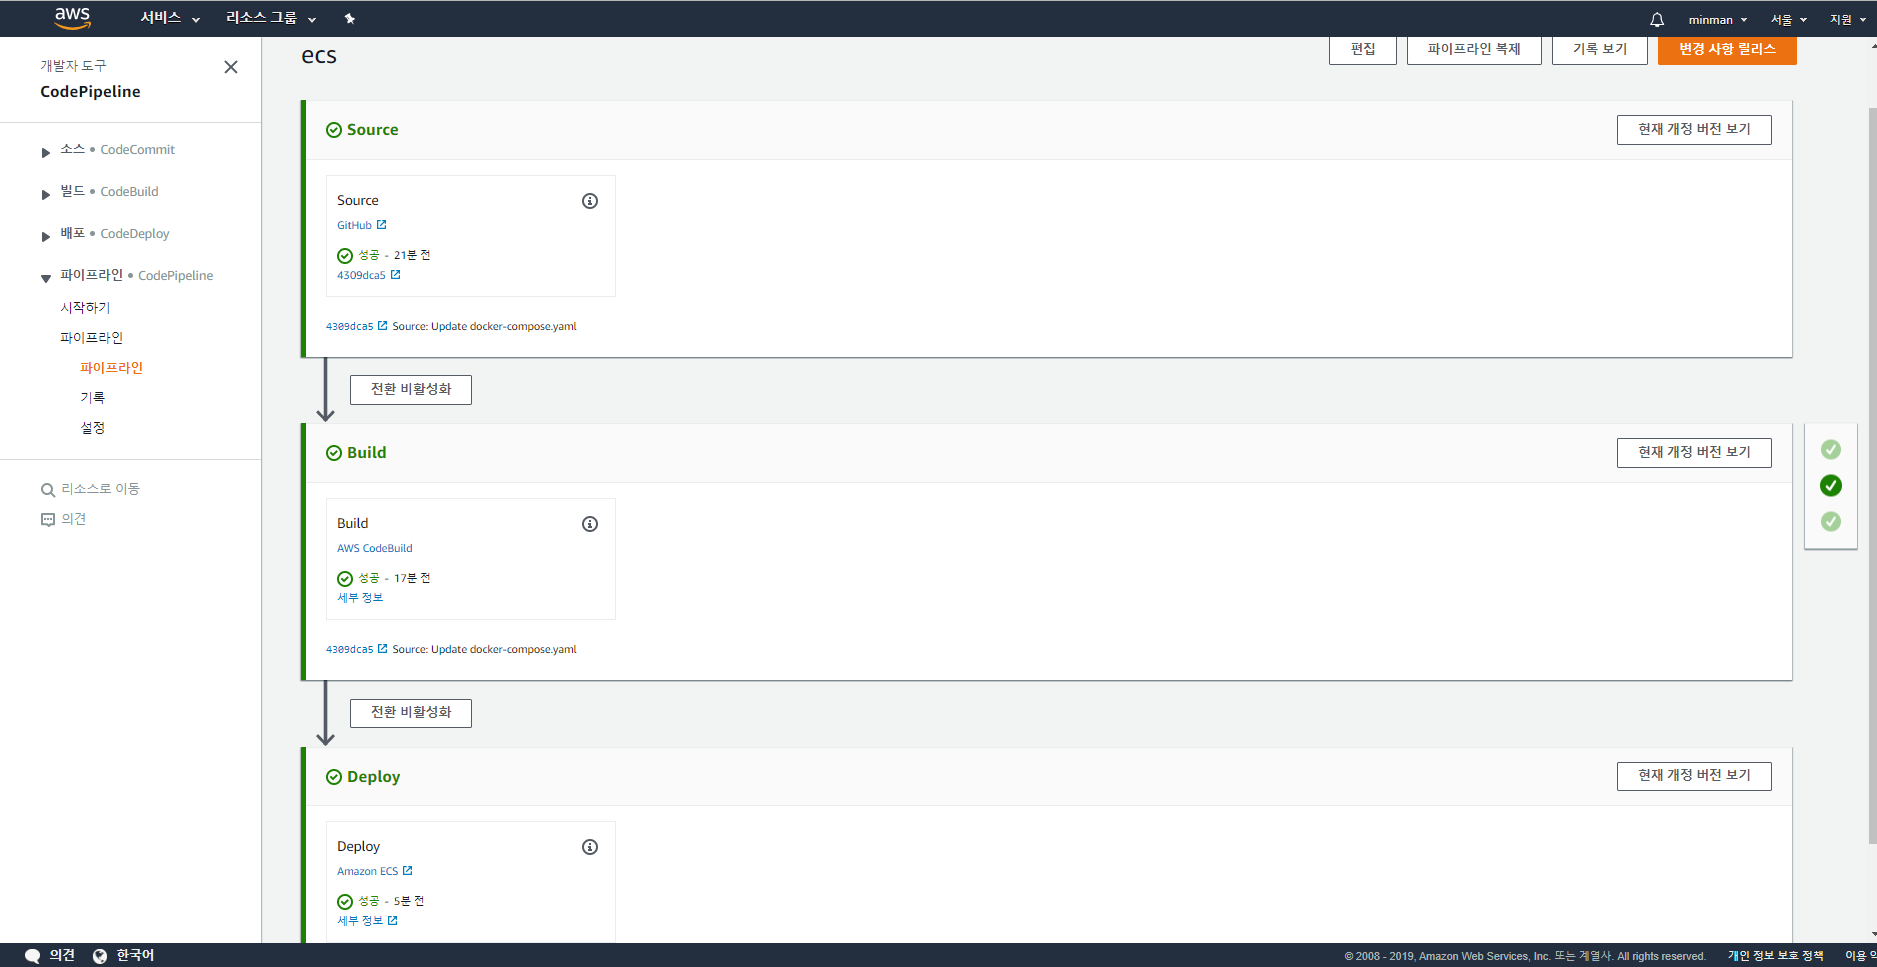 aws 서비스 리소스 그룹 minman 서울 지원
개발자 도구
CodePipeline
소스 • CodeCommit
빌드 • CodeBuild
배포 • CodeDeploy
파이프라인 • CodePipeline
시작하기
파이프라인
파이프라인
기록
설정
리소스로 이동
의견
ecs
편집 파이프라인 복제 기록 보기 변경 사항 릴리스
Source 현재 개정 버전 보기
Source
GitHub
성공 - 21분 전
4309dca5
4309dca5 Source: Update docker-compose.yaml
전환 비활성화
Build 현재 개정 버전 보기
Build
AWS CodeBuild
성공 - 17분 전
세부 정보
4309dca5 Source: Update docker-compose.yaml
전환 비활성화
Deploy 현재 개정 버전 보기
Deploy
Amazon ECS
성공 - 5분 전
세부 정보
의견 한국어 © 2008 - 2019, Amazon Web Services, Inc. 또는 계열사. All rights reserved. 개인 정보 보호 정책 이용